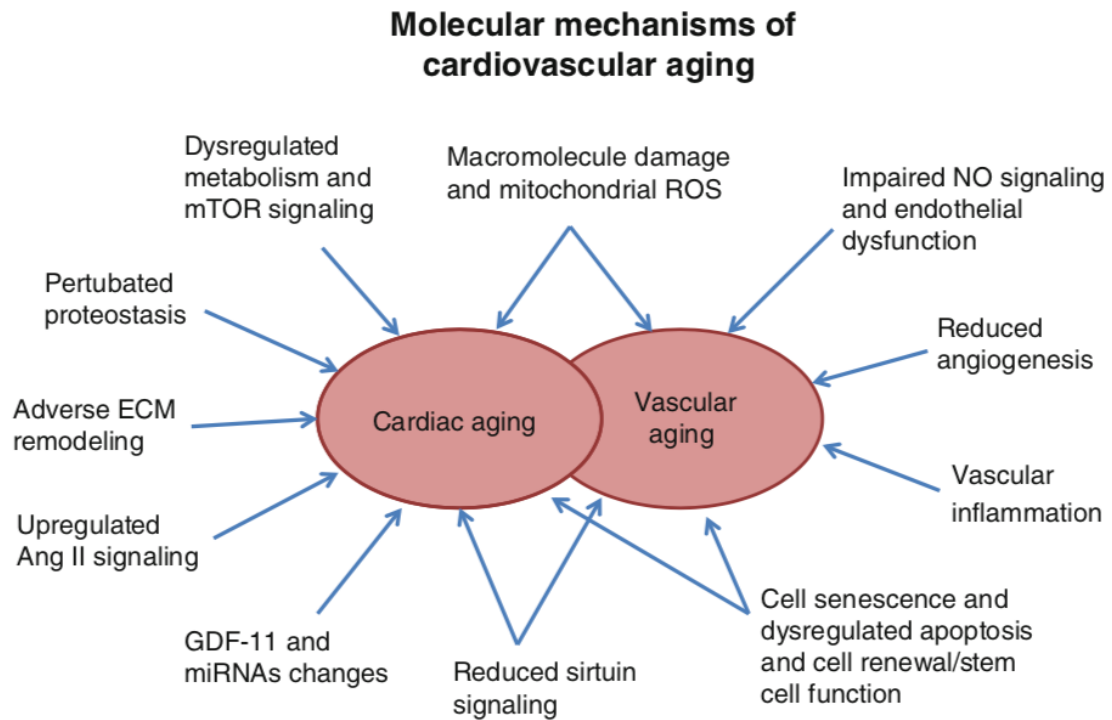 Molecular mechanisms of
cardiovascular aging
Dysregulated
metabolism and
mTOR signaling
Macromolecule damage
and mitochondrial ROS
Impaired NO signaling
and endothelial
dysfunction
Pertubated
proteostasis
Reduced
angiogenesis
Adverse ECM
remodeling
Cardiac aging
Vascular
aging
Vascular
inflammation
Upregulated
Ang II signaling
GDF-11 and
miRNAs changes
Reduced sirtuin
signaling
Cell senescence and
dysregulated apoptosis
and cell renewal/stem
cell function